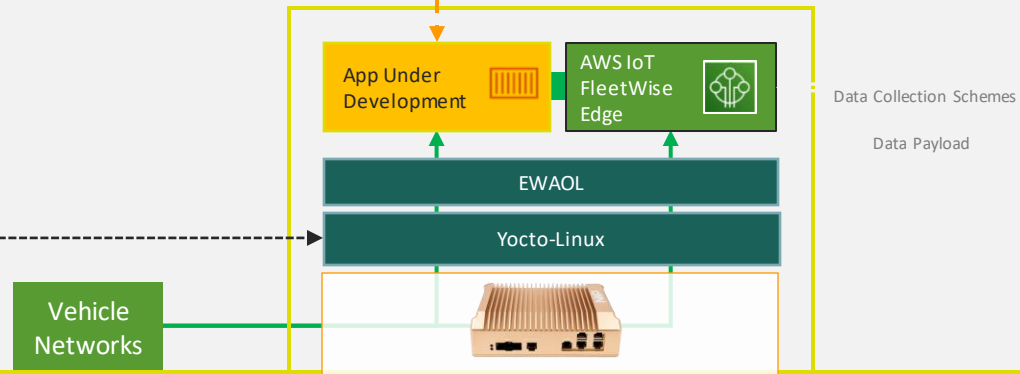 App Under
Development
AWS IoT
FleetWise
Edge
Data Collection Schemes
Data Payload
EWAOL
Yocto-Linux
Vehicle
Networks